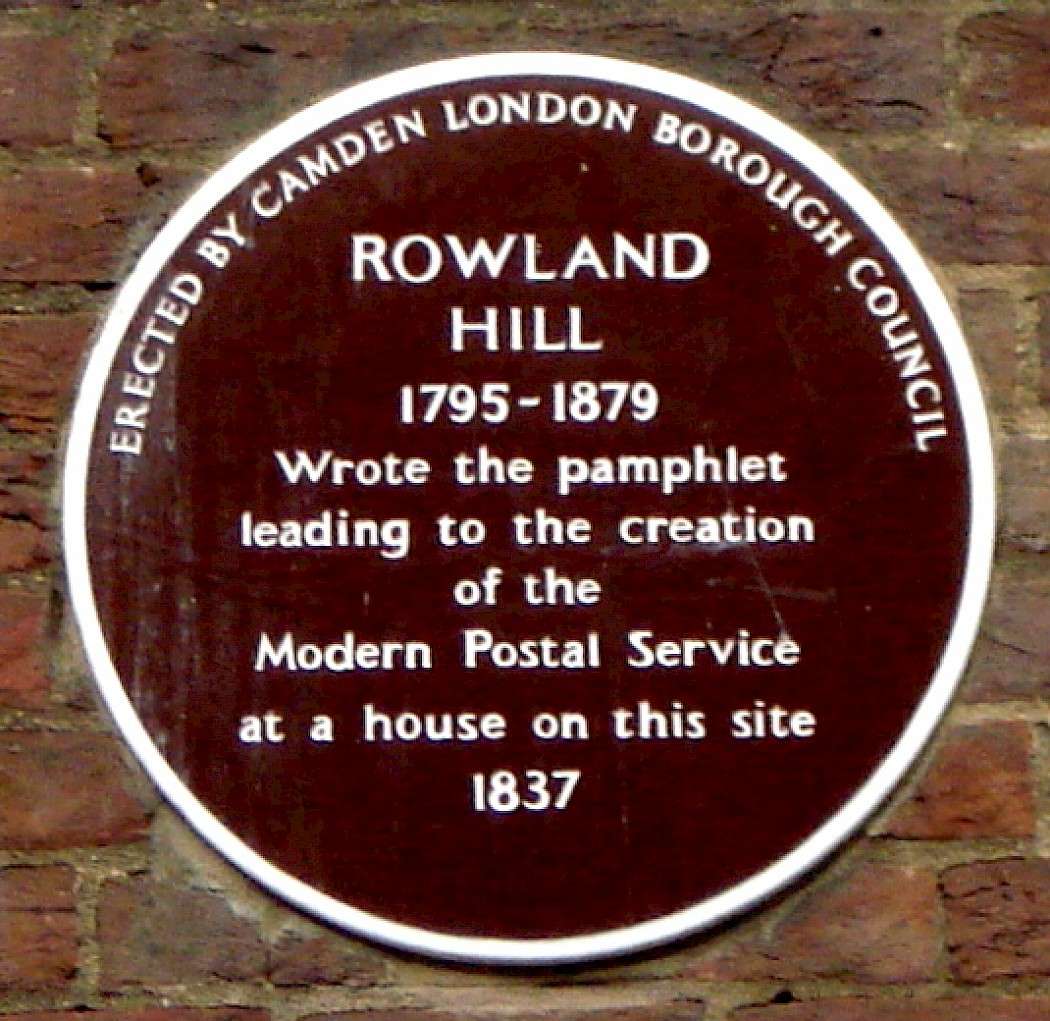 ERECTED BY CAMDEN LONDON BOROUGH COUNCIL
ROWLAND
HILL
1795-1879
Wrote the pamphlet
leading to the creation
of the
Modern Postal Service
at a house on this site
1837